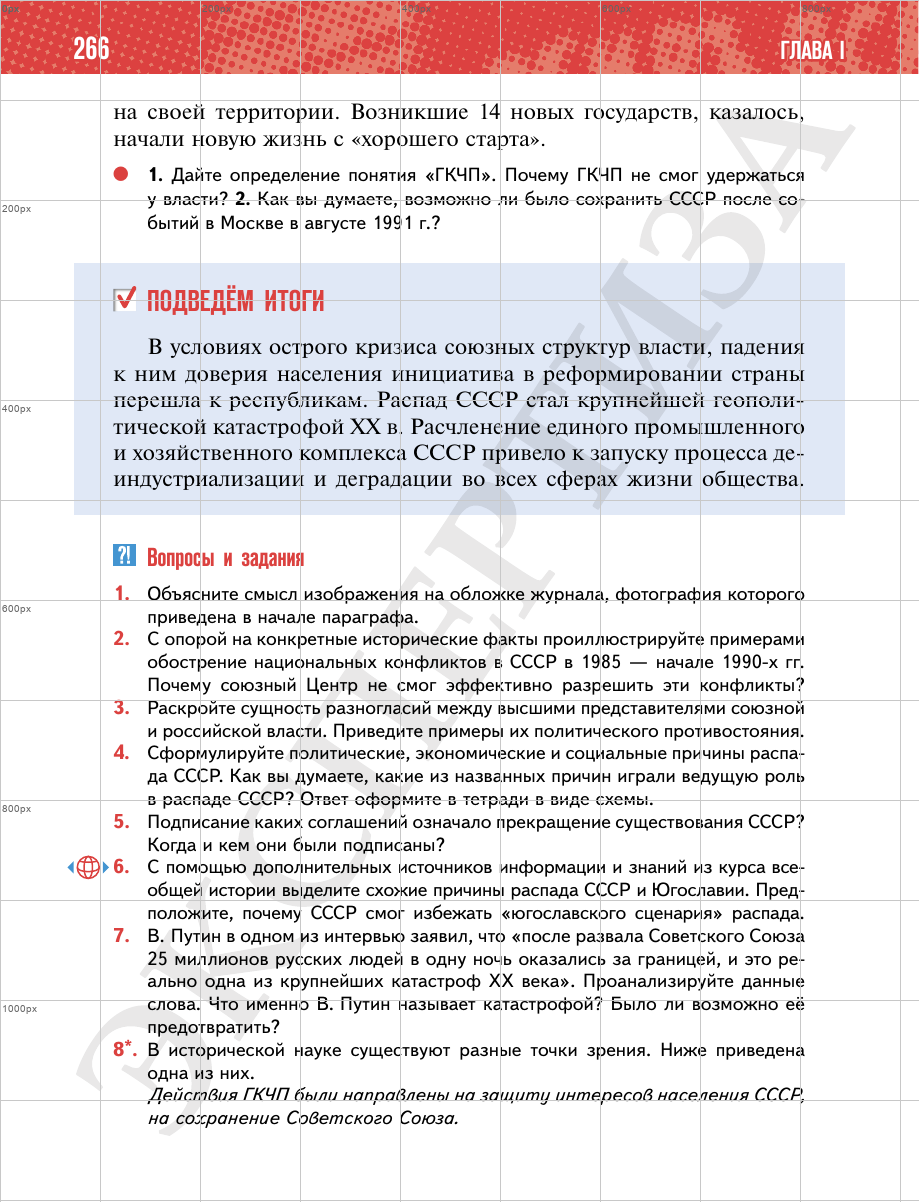 266
ГЛАВА I
на своей территории. Возникшие 14 новых государств, казалось,
начали новую жизнь с «хорошего старта».
1. Дайте определение понятия «ГКЧП». Почему ГКЧП не смог удержаться
у власти? 2. Как вы думаете, возможно ли было сохранить СССР после со-
бытий в Москве в августе 1991 г.?
ПОДВЕДЁМ ИТОГИ
В условиях острого кризиса союзных структур власти, падения
к ним доверия населения инициатива в реформировании страны
перешла к республикам. Распад СССР стал крупнейшей геополи-
тической катастрофой XX в. Расчленение единого промышленного
и хозяйственного комплекса СССР привело к запуску процесса де-
индустриализации и деградации во всех сферах жизни общества.
?! Вопросы и задания
1. Объясните смысл изображения на обложке журнала, фотография которого
приведена в начале параграфа.
2. С опорой на конкретные исторические факты проиллюстрируйте примерами
обострение национальных конфликтов в СССР в 1985 — начале 1990-х гг.
Почему союзный Центр не смог эффективно разрешить эти конфликты?
3. Раскройте сущность разногласий между высшими представителями союзной
и российской власти. Приведите примеры их политического противостояния.
4. Сформулируйте политические, экономические и социальные причины распа-
да СССР. Как вы думаете, какие из названных причин играли ведущую роль
в распаде СССР? Ответ оформите в тетради в виде схемы.
5. Подписание каких соглашений означало прекращение существования СССР?
Когда и кем они были подписаны?
6. С помощью дополнительных источников информации и знаний из курса все-
общей истории выделите схожие причины распада СССР и Югославии. Пред-
положите, почему СССР смог избежать «югославского сценария» распада.
7. В. Путин в одном из интервью заявил, что «после развала Советского Союза
25 миллионов русских людей в одну ночь оказались за границей, и это ре-
ально одна из крупнейших катастроф XX века». Проанализируйте данные
слова. Что именно В. Путин называет катастрофой? Было ли возможно её
предотвратить?
8*. В исторической науке существуют разные точки зрения. Ниже приведена
одна из них.
Действия ГКЧП были направлены на защиту интересов населения СССР,
на сохранение Советского Союза.
ЭКСПЕРТИЗА
200px
400px
600px
800px
1000px